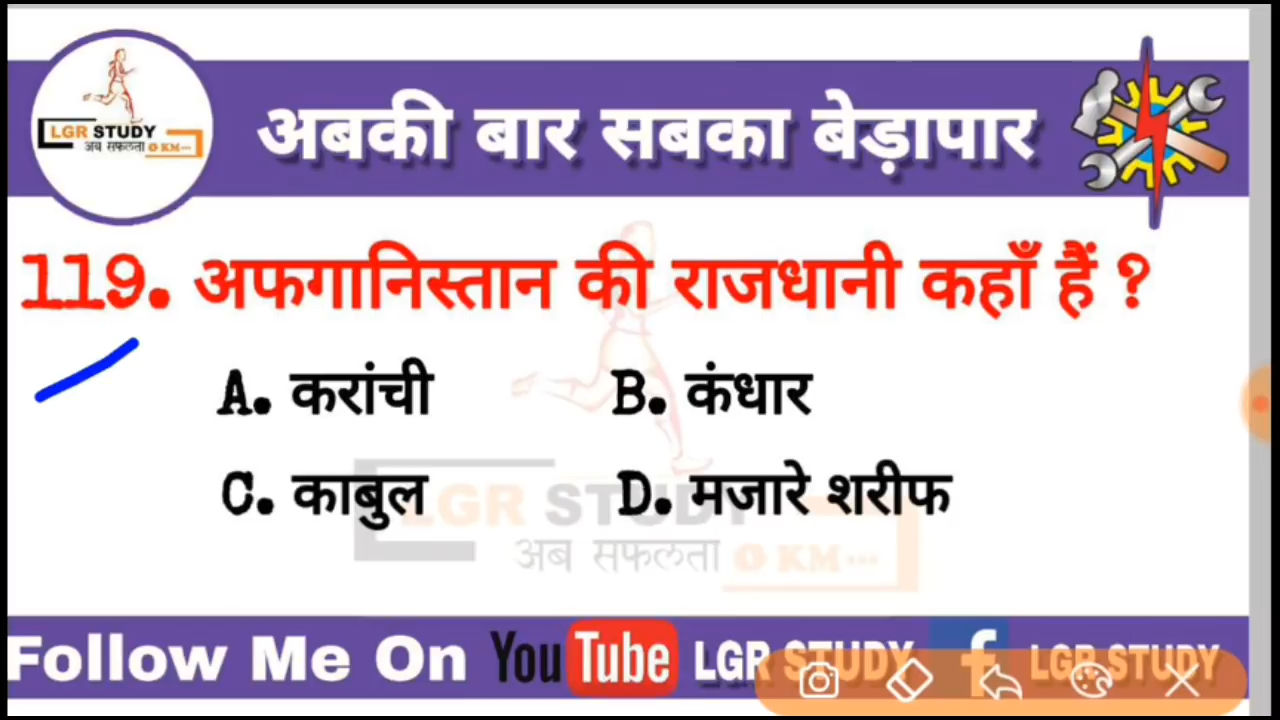 LGR STUDY
अब सफलता 0 KM...
अबकी बार सबका बेड़ापार
119. अफगानिस्तान की राजधानी कहाँ हैं ?
A. करांची B. कंधार
C. काबुल D. मजारे शरीफ
LGR STUDY
अब सफलता 0 KM...
Follow Me On YouTube LGR STUDY f LGR STUDY